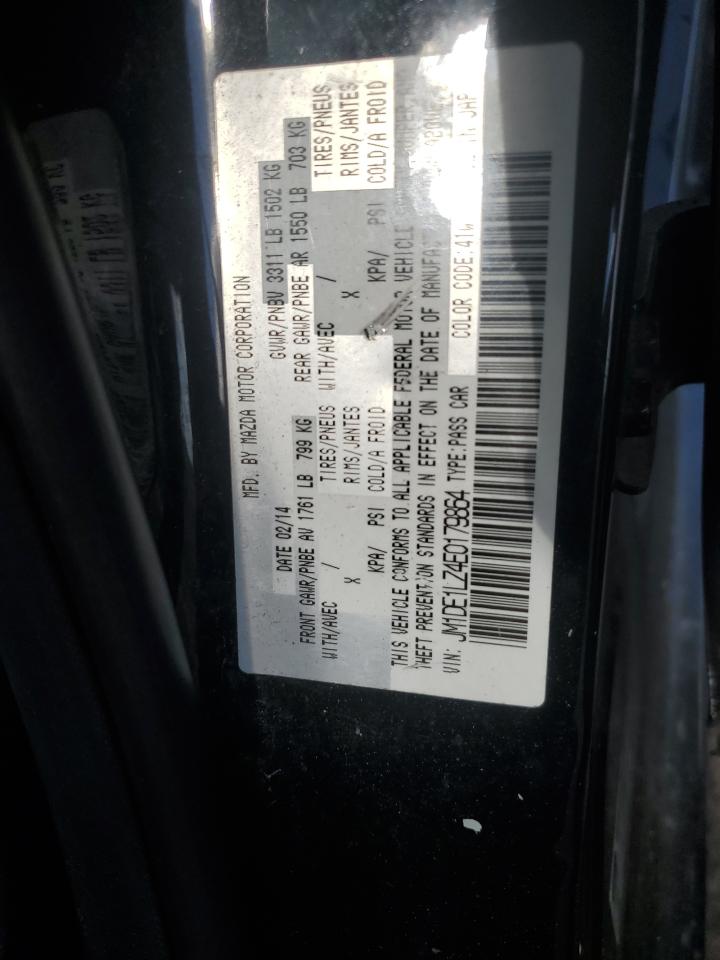 MFD. BY MAZDA MOTOR CORPORATION
DATE 02/14 GVWR/PNBV 3311 LB 1502 KG
FRONT GAWR/PNBE AV 1761 LB 799 KG REAR GAWR/PNBE AR 1550 LB 703 KG
WITH/AVEC / TIRES/PNEUS WITH/AVEC / TIRES/PNEUS
X RIMS/JANTES X RIMS/JANTES
KPA/ PSI COLD/A FROID KPA/ PSI COLD/A FROID
THIS VEHICLE CONFORMS TO ALL APPLICABLE FEDERAL MOTOR VEHICLE
THEFT PREVENTION STANDARDS IN EFFECT ON THE DATE OF
VIN: JM1DE1LZ4E0179864 TYPE:PASS CAR COLOR CODE:41W IN